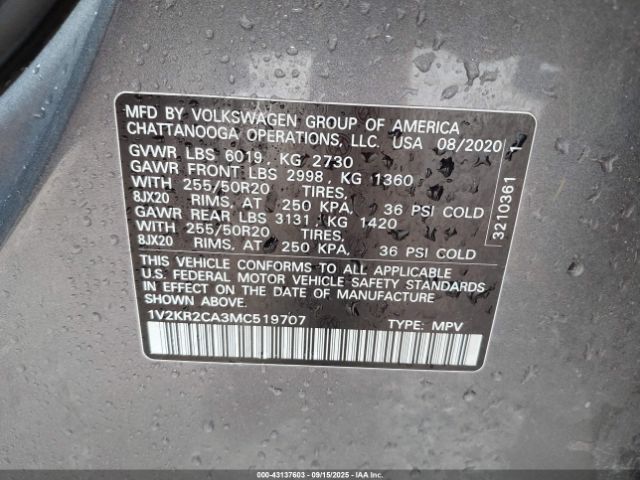 MFD BY VOLKSWAGEN GROUP OF AMERICA
CHATTANOOGA OPERATIONS, LLC. USA 08/2020
GVWR LBS 6019, KG 2730
GAWR FRONT LBS 2998, KG 1360
WITH 255/50R20 TIRES,
8JX20 RIMS, AT 250 KPA, 36 PSI COLD
GAWR REAR LBS 3131, KG 1420
WITH 255/50R20 TIRES,
8JX20 RIMS, AT 250 KPA, 36 PSI COLD
THIS VEHICLE CONFORMS TO ALL APPLICABLE
U.S. FEDERAL MOTOR VEHICLE SAFETY STANDARDS
IN EFFECT ON THE DATE OF MANUFACTURE
SHOWN ABOVE.
1V2KR2CA3MC519707 TYPE: MPV
3210361 1
000-43137603 - 09/15/2025 - IAAI.com